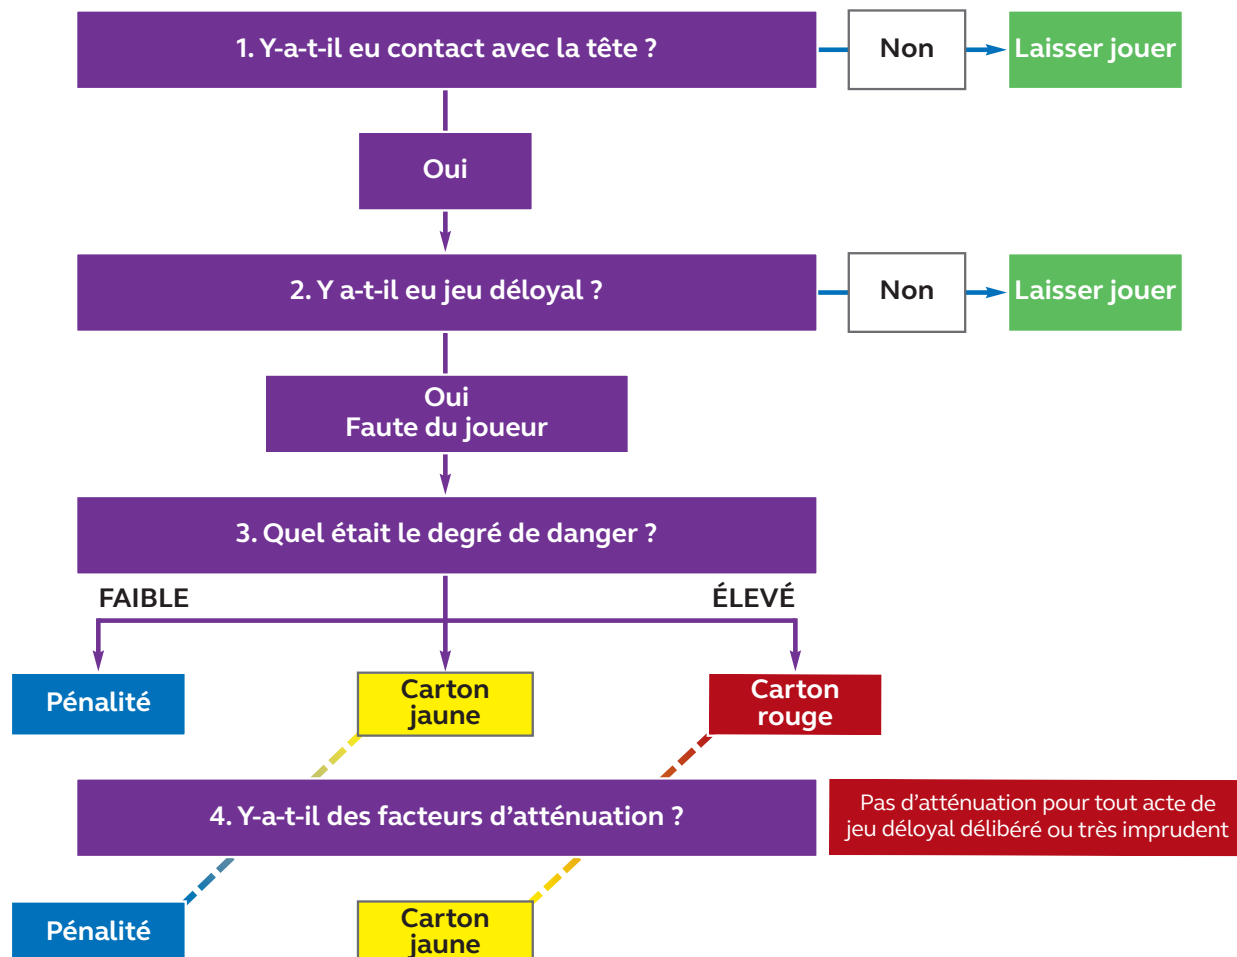 1. Y-a-t-il eu contact avec la tête ?
Non
Laisser jouer
Oui
2. Y a-t-il eu jeu déloyal ?
Non
Laisser jouer
Oui
Faute du joueur
3. Quel était le degré de danger ?
FAIBLE
ÉLEVÉ
Pénalité
Carton
jaune
Carton
rouge
4. Y-a-t-il des facteurs d’atténuation ?
Pas d’atténuation pour tout acte de
jeu déloyal délibéré ou très imprudent
Pénalité
Carton
jaune